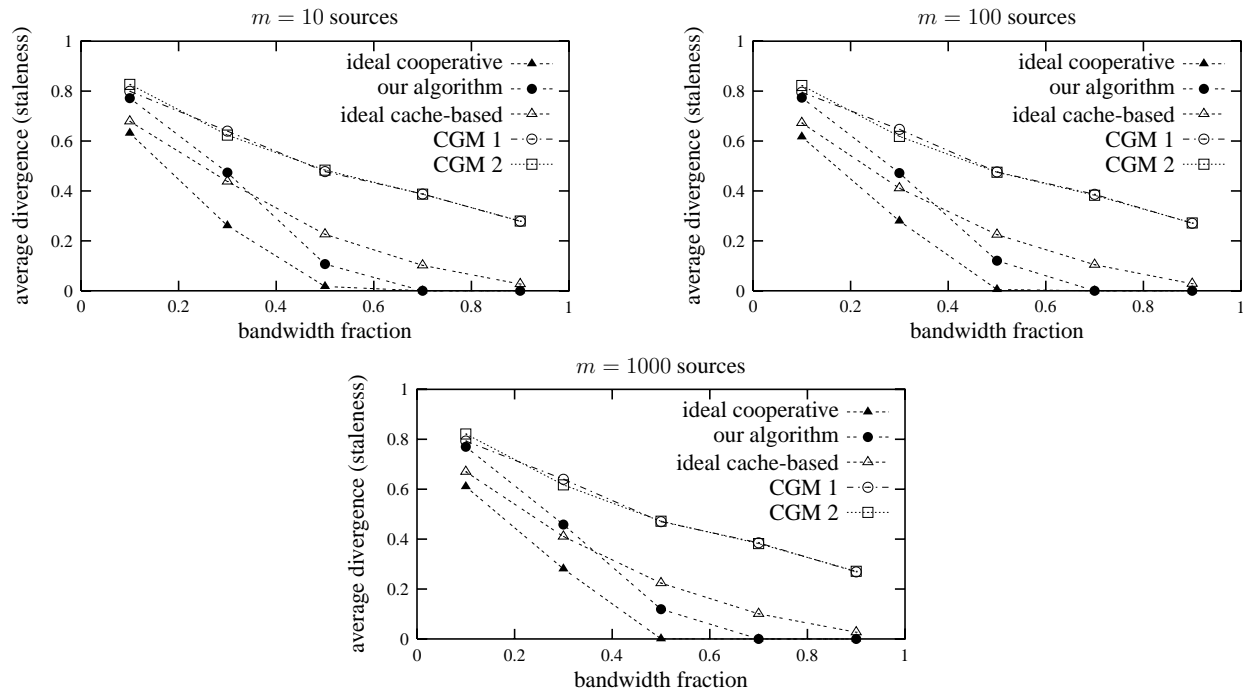 m = 10 sources
average divergence (staleness)
1
0.8
0.6
0.4
0.2
0
0
0.2
0.4
0.6
0.8
1
bandwidth fraction
ideal cooperative
our algorithm
ideal cache-based
CGM 1
CGM 2
m = 100 sources
average divergence (staleness)
1
0.8
0.6
0.4
0.2
0
0
0.2
0.4
0.6
0.8
1
bandwidth fraction
ideal cooperative
our algorithm
ideal cache-based
CGM 1
CGM 2
m = 1000 sources
average divergence (staleness)
1
0.8
0.6
0.4
0.2
0
0
0.2
0.4
0.6
0.8
1
bandwidth fraction
ideal cooperative
our algorithm
ideal cache-based
CGM 1
CGM 2